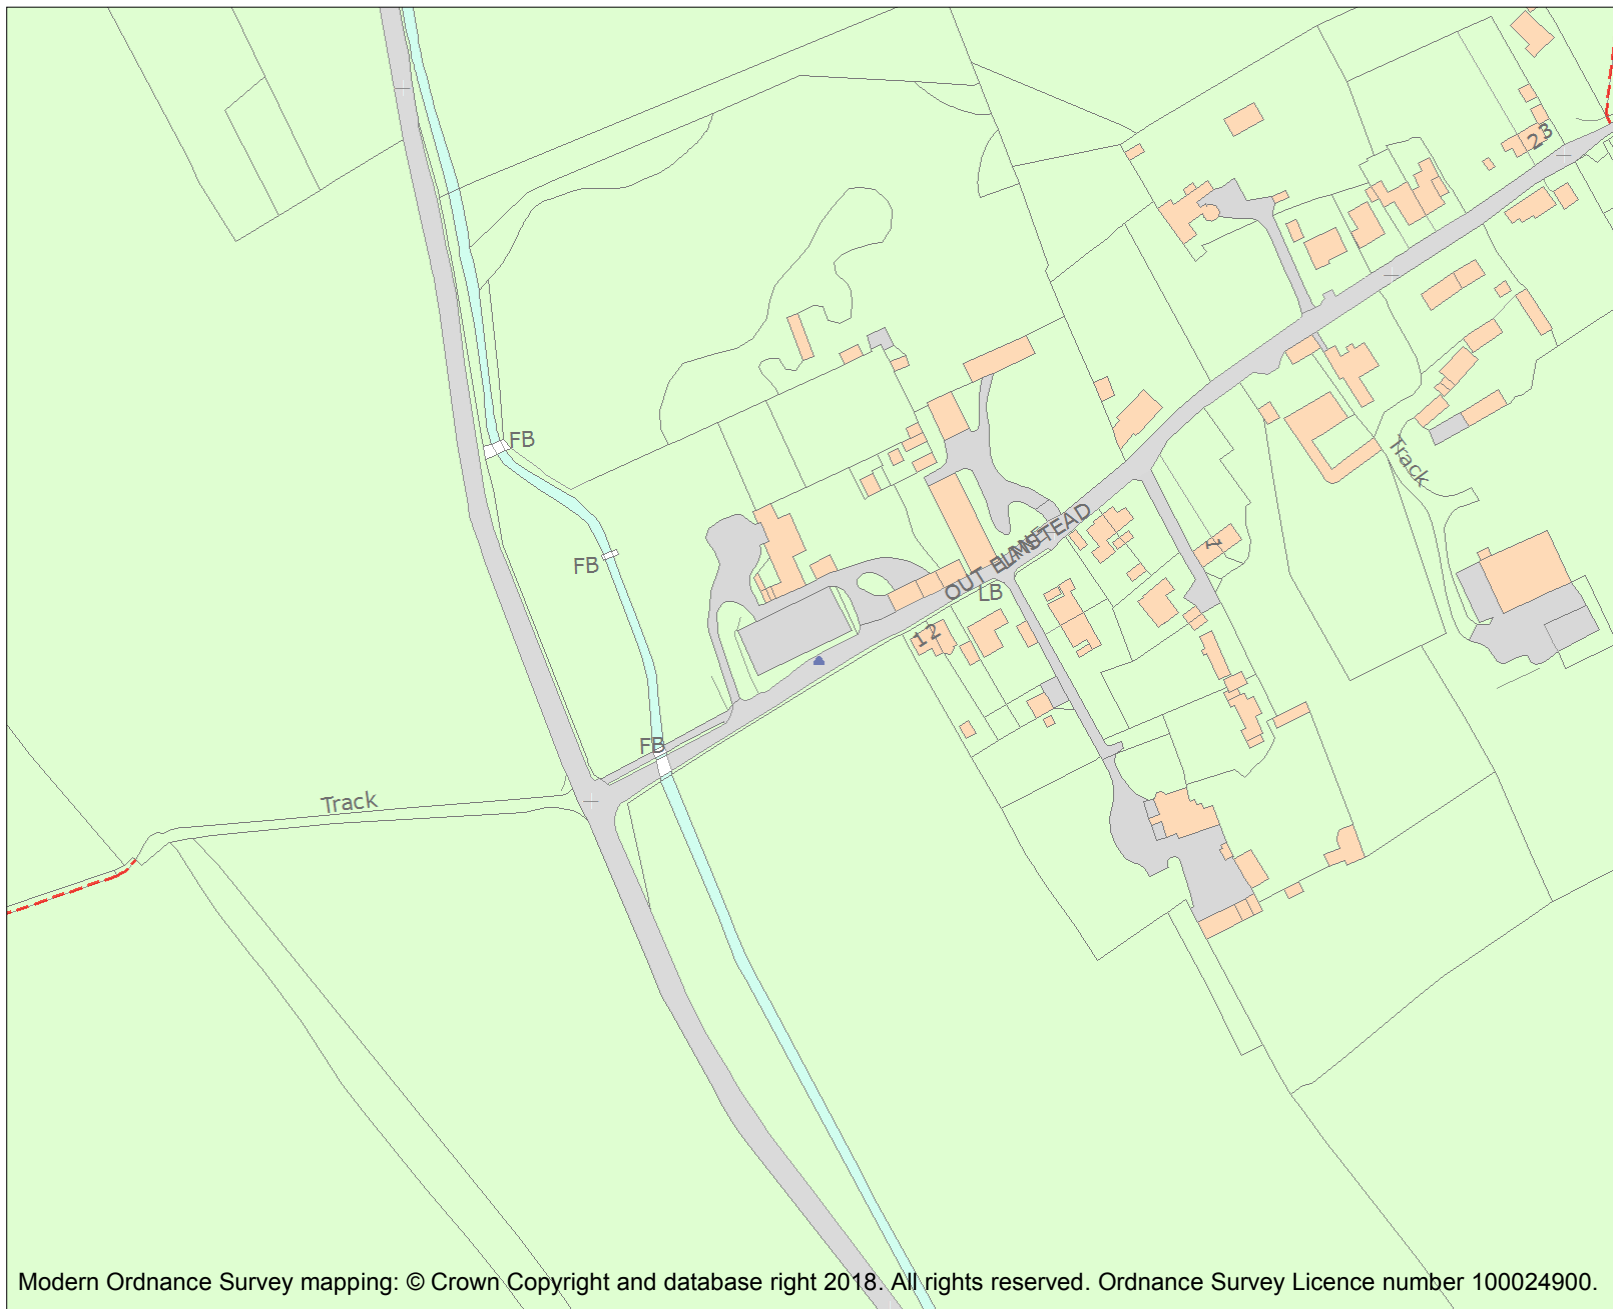 23
FB
Track
FB
OUT ELMSTEAD
LANE
LB
1
12
FB
Track
Modern Ordnance Survey mapping: © Crown Copyright and database right 2018. All rights reserved. Ordnance Survey Licence number 100024900.